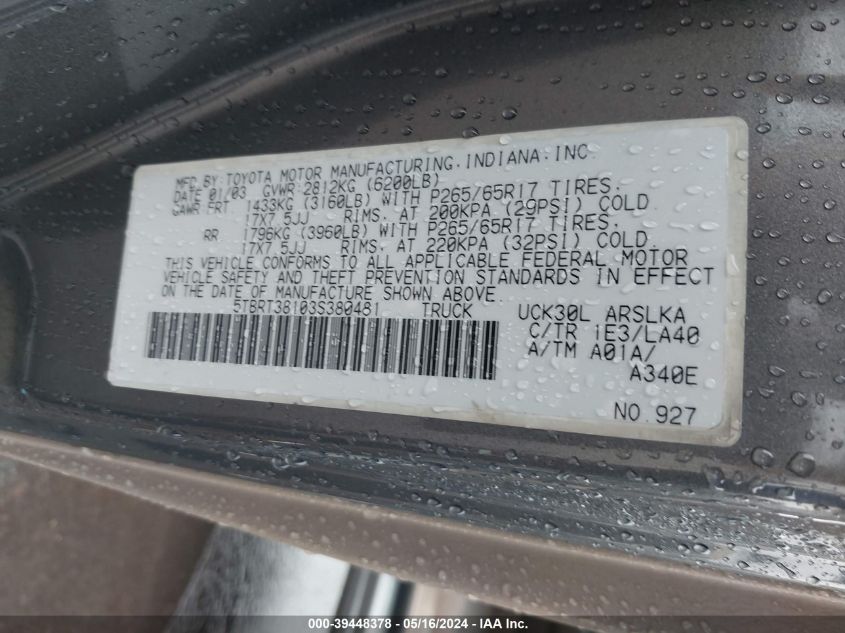 MFD. BY: TOYOTA MOTOR MANUFACTURING, INDIANA, INC.
DATE 01/03 GVWR 2812KG (6200LB)
GAWR FRT 1433KG (3160LB) WITH P265/65R17 TIRES.
17X7.5JJ RIMS. AT 200KPA (29PSI) COLD.
RR 1796KG (3960LB) WITH P265/65R17 TIRES.
17X7.5JJ RIMS. AT 220KPA (32PSI) COLD.
THIS VEHICLE CONFORMS TO ALL APPLICABLE FEDERAL MOTOR
VEHICLE SAFETY AND THEFT PREVENTION STANDARDS IN EFFECT
ON THE DATE OF MANUFACTURE SHOWN ABOVE.
5TBRT38103S380481 TRUCK
UCK30L ARSLKA
C/TR 1E3/LA40
A/TM A01A/
A340E
NO.927
000-39448378 - 05/16/2024 - IAA Inc.